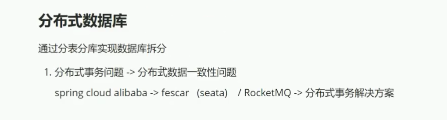 分布式数据库
通过分表分库实现数据库拆分
1. 分布式事务问题 -> 分布式数据一致性问题
spring cloud alibaba -> fescar (seata) / RocketMQ -> 分布式事务解决方案